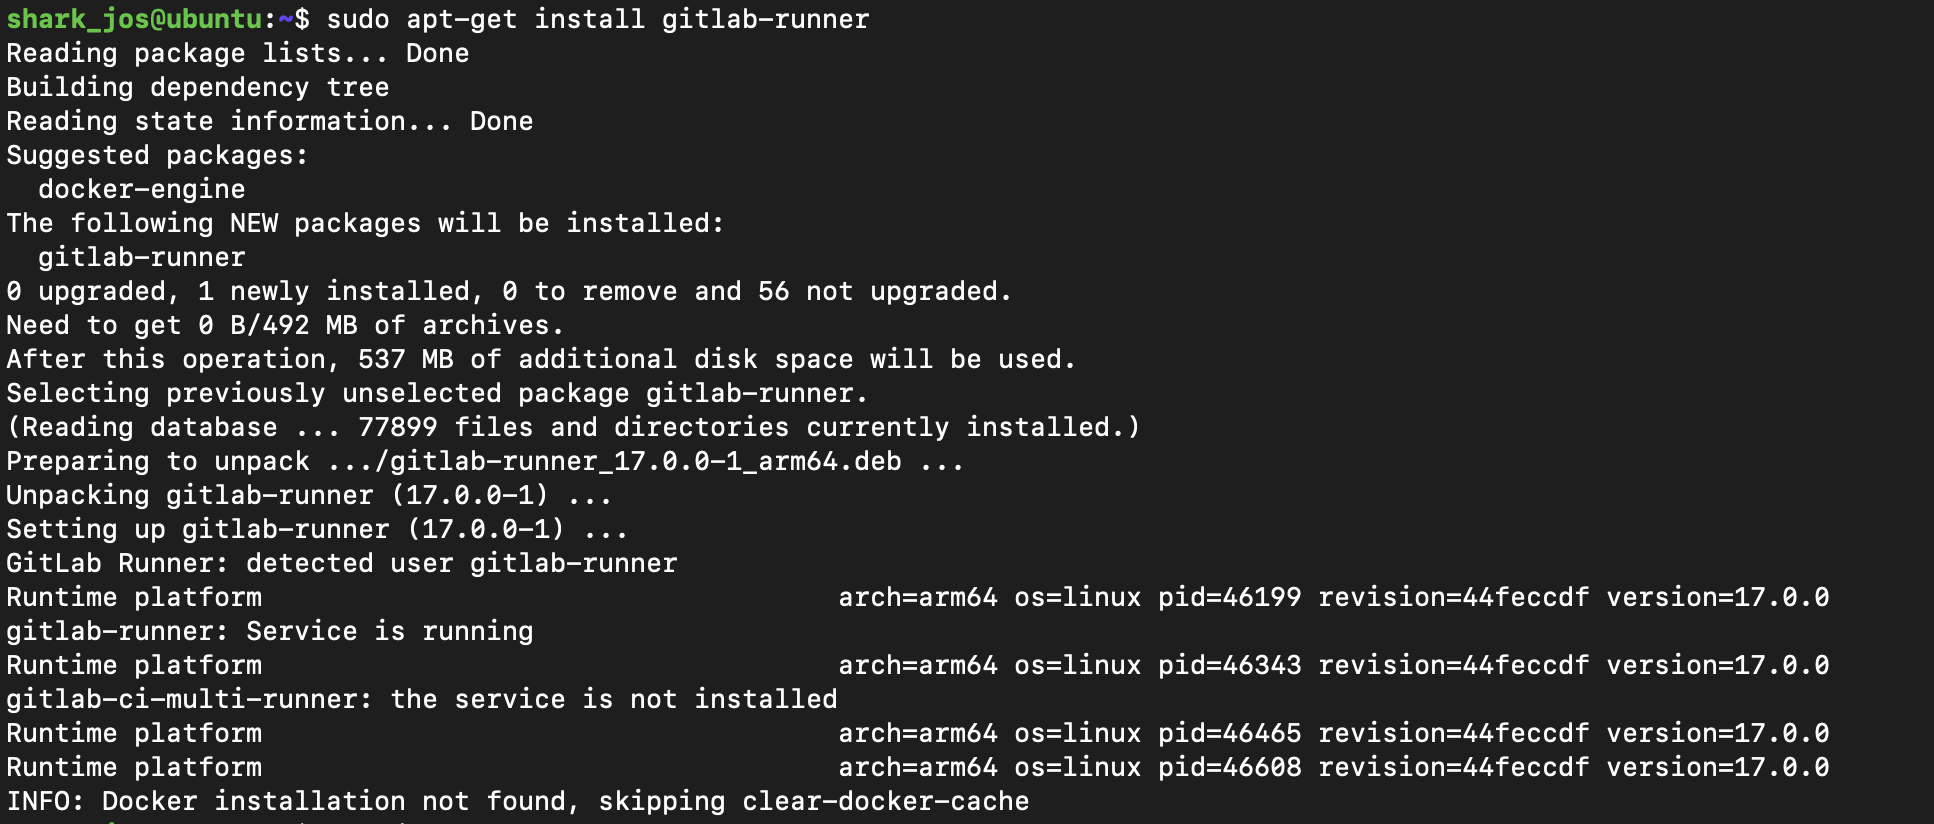 shark_jos@ubuntu:~$ sudo apt-get install gitlab-runner
Reading package lists... Done
Building dependency tree
Reading state information... Done
Suggested packages:
  docker-engine
The following NEW packages will be installed:
  gitlab-runner
0 upgraded, 1 newly installed, 0 to remove and 56 not upgraded.
Need to get 0 B/492 MB of archives.
After this operation, 537 MB of additional disk space will be used.
Selecting previously unselected package gitlab-runner.
(Reading database ... 77899 files and directories currently installed.)
Preparing to unpack .../gitlab-runner_17.0.0-1_arm64.deb ...
Unpacking gitlab-runner (17.0.0-1) ...
Setting up gitlab-runner (17.0.0-1) ...
GitLab Runner: detected user gitlab-runner
Runtime platform                                    arch=arm64 os=linux pid=46199 revision=44feccdf version=17.0.0
gitlab-runner: Service is running
Runtime platform                                    arch=arm64 os=linux pid=46343 revision=44feccdf version=17.0.0
gitlab-ci-multi-runner: the service is not installed
Runtime platform                                    arch=arm64 os=linux pid=46465 revision=44feccdf version=17.0.0
Runtime platform                                    arch=arm64 os=linux pid=46608 revision=44feccdf version=17.0.0
INFO: Docker installation not found, skipping clear-docker-cache